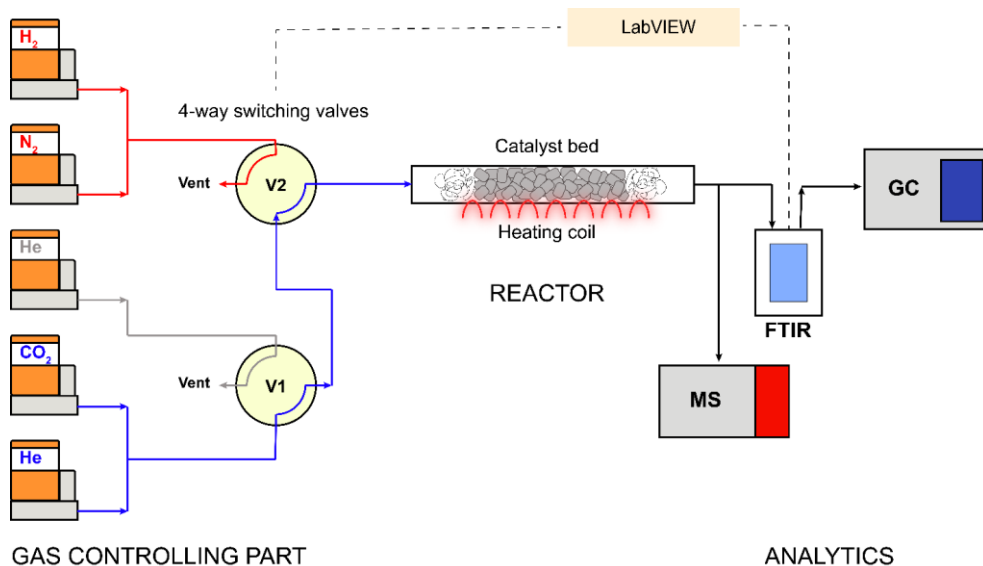 H₂
LabVIEW
4-way switching valves
N₂
Vent
V2
Catalyst bed
Heating coil
GC
He
REACTOR
FTIR
CO₂
Vent
V1
MS
He
GAS CONTROLLING PART
ANALYTICS